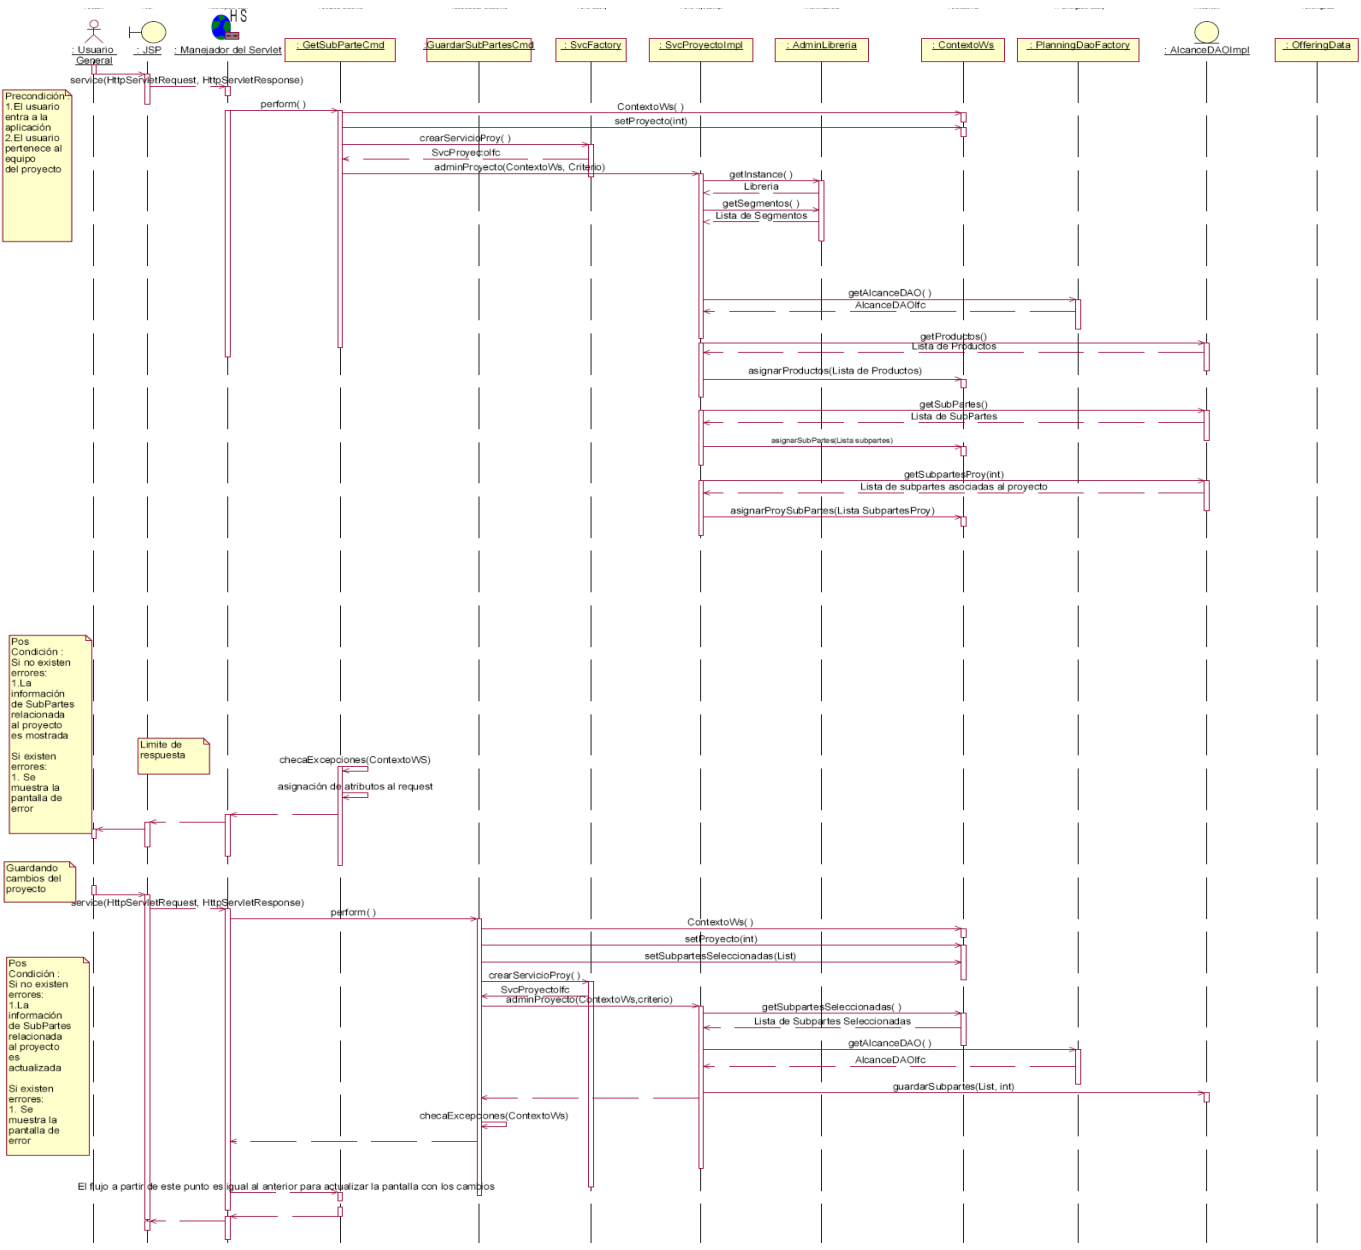 HS
: Usuario
General
: JSP
: Manejador del Servlet
: GetSubParteCmd
GuardarSubPartesCmd
: SvcFactory
: SvcProyectoImpl
: AdminLibreria
: ContextoWs
: PlanningDaoFactory
: AlcanceDAOImpl
: OfferingData
service(HttpServletRequest, HttpServletResponse)
Precondición :
1.El usuario
entra a la
aplicación
2.El usuario
pertenece al
equipo
del proyecto
perform( )
ContextoWs( )
setProyecto(int)
crearServicioProy( )
SvcProyectoIfc
adminProyecto(ContextoWs, Criterio)
getInstance( )
Libreria
getSegmentos( )
Lista de Segmentos
getAlcanceDAO( )
AlcanceDAOIfc
getProductos()
Lista de Productos
asignarProductos(Lista de Productos)
getSubPartes()
Lista de SubPartes
asignarSubPartes(Lista subpartes)
getSubpartesProy(int)
Lista de subpartes asociadas al proyecto
asignarProySubPartes(Lista SubpartesProy)
Pos
Condición :
Si no existen
errores:
1.La
información
de SubPartes
relacionada
al proyecto
es mostrada
Si existen
errores:
1. Se
muestra la
pantalla de
error
Limite de
respuesta
checaExcepciones(ContextoWS)
asignación de atributos al request
Guardando
cambios del
proyecto
service(HttpServletRequest, HttpServletResponse)
perform( )
ContextoWs( )
setProyecto(int)
setSubpartesSeleccionadas(List)
crearServicioProy( )
SvcProyectoIfc
adminProyecto(ContextoWs,criterio)
getSubpartesSeleccionadas( )
Lista de Subpartes Seleccionadas
getAlcanceDAO( )
AlcanceDAOIfc
guardarSubpartes(List, int)
checaExcepciones(ContextoWs)
Pos
Condición :
Si no existen
errores:
1.La
información
de SubPartes
relacionada
al proyecto
es
actualizada
Si existen
errores:
1. Se
muestra la
pantalla de
error
El flujo a partir de este punto es igual al anterior para actualizar la pantalla con los cambios